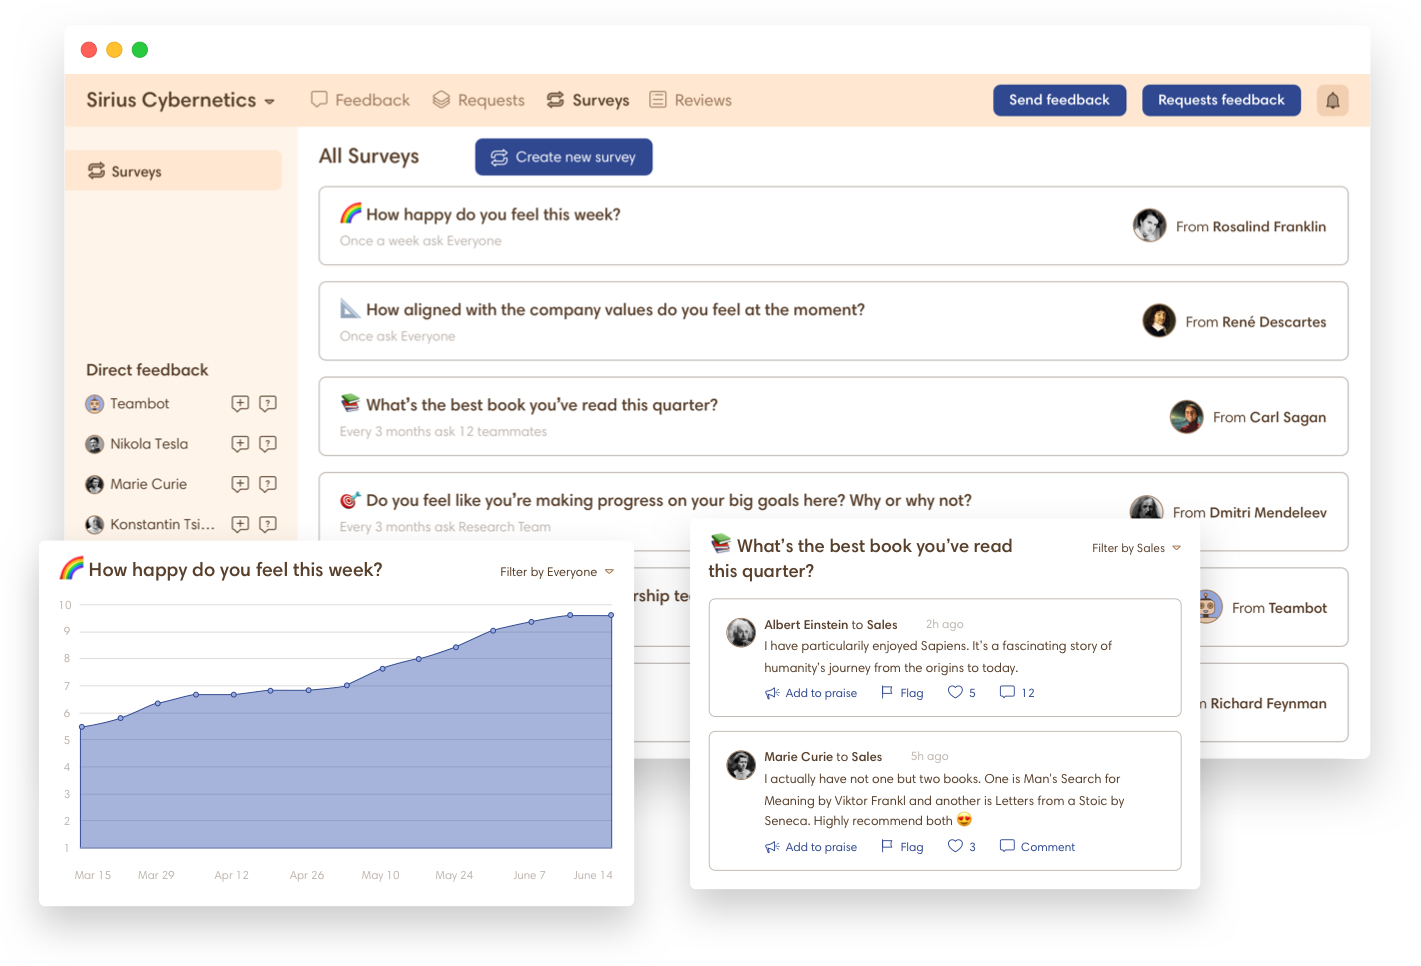 Sirius Cybernetics
Feedback
Requests
Surveys
Reviews
Send feedback
Requests feedback
Surveys
All Surveys
Create new survey
How happy do you feel this week?
Once a week ask Everyone
From Rosalind Franklin
How aligned with the company values do you feel at the moment?
Once ask Everyone
From René Descartes
What's the best book you've read this quarter?
Every 3 months ask 12 teammates
From Carl Sagan
Do you feel like you're making progress on your big goals here? Why or why not?
Every 3 months ask Research Team
From Dmitri Mendeleev
From Teambot
Richard Feynman
Direct feedback
Teambot
Nikola Tesla
Marie Curie
Konstantin Tsi...
How happy do you feel this week?
Filter by Everyone
10
9
8
7
6
5
4
3
2
1
Mar 15
Mar 29
Apr 12
Apr 26
May 10
May 24
June 7
June 14
What's the best book you've read
this quarter?
Filter by Sales
Albert Einstein to Sales
2h ago
I have particularily enjoyed Sapiens. It's a fascinating story of
humanity's journey from the origins to today.
Add to praise
Flag
5
12
Marie Curie to Sales
5h ago
I actually have not one but two books. One is Man's Search for
Meaning by Viktor Frankl and another is Letters from a Stoic by
Seneca. Highly recommend both
Add to praise
Flag
3
Comment